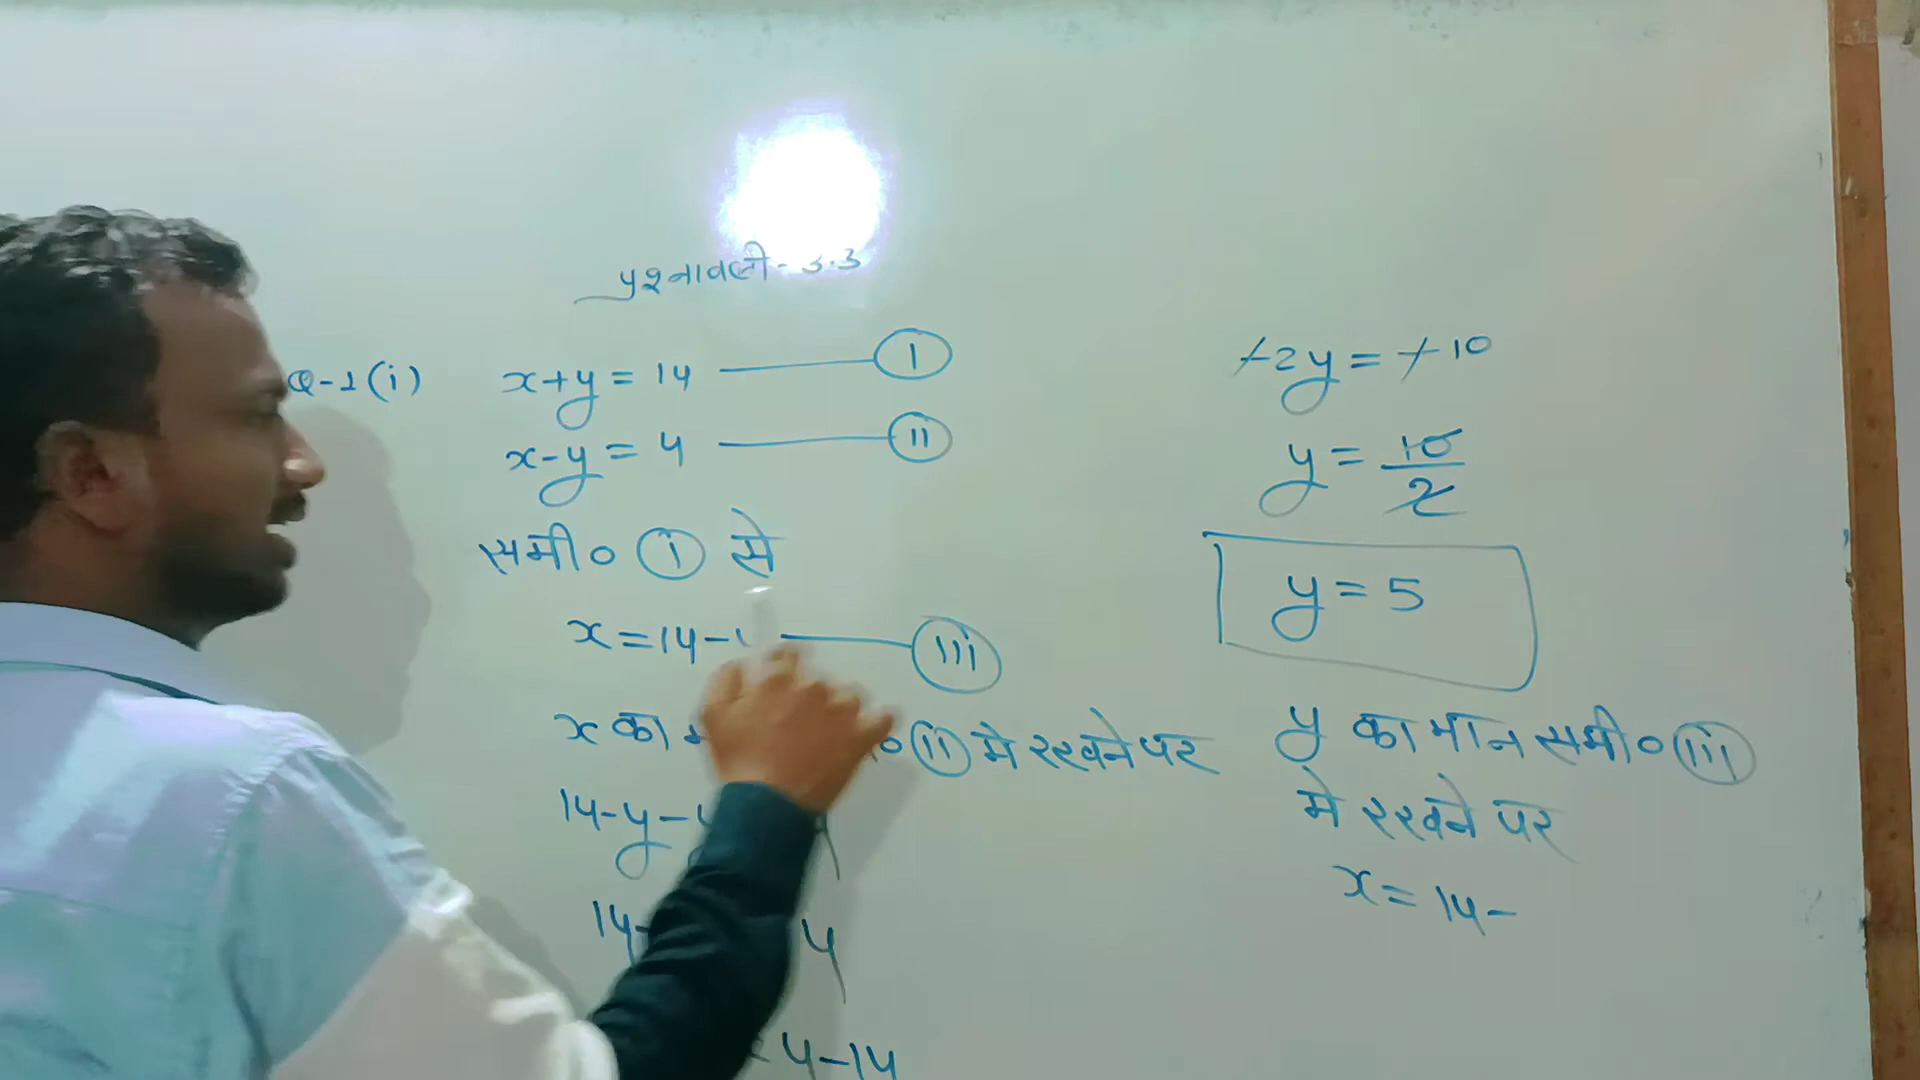 प्रश्नावली - 3.3
Q-1(i) x+y = 14 — (I)
x-y = 4 — (II)
समी० (i) से
x = 14- — (iii)
x का (ii) मे रखने पर
14-y-
14- 4
4-14
-2y = -10
y = 10/2
y = 5
y का मान समी० (iii)
मे रखने पर
x = 14-